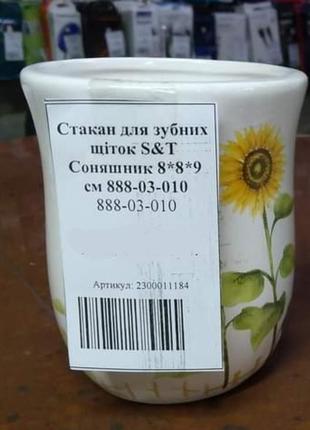 Стакан для зубних
щіток S&T
Соняшник 8*8*9
см 888-03-010
888-03-010
Артикул: 2300011184